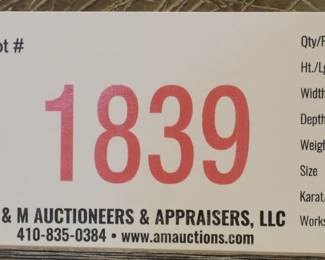 ot #
1839
& M AUCTIONEERS & APPRAISERS, LLC
410-835-0384 • www.amauctions.com
Qty/F
Ht./Lg
Width
Depth
Weigh
Size
Karat/
Works